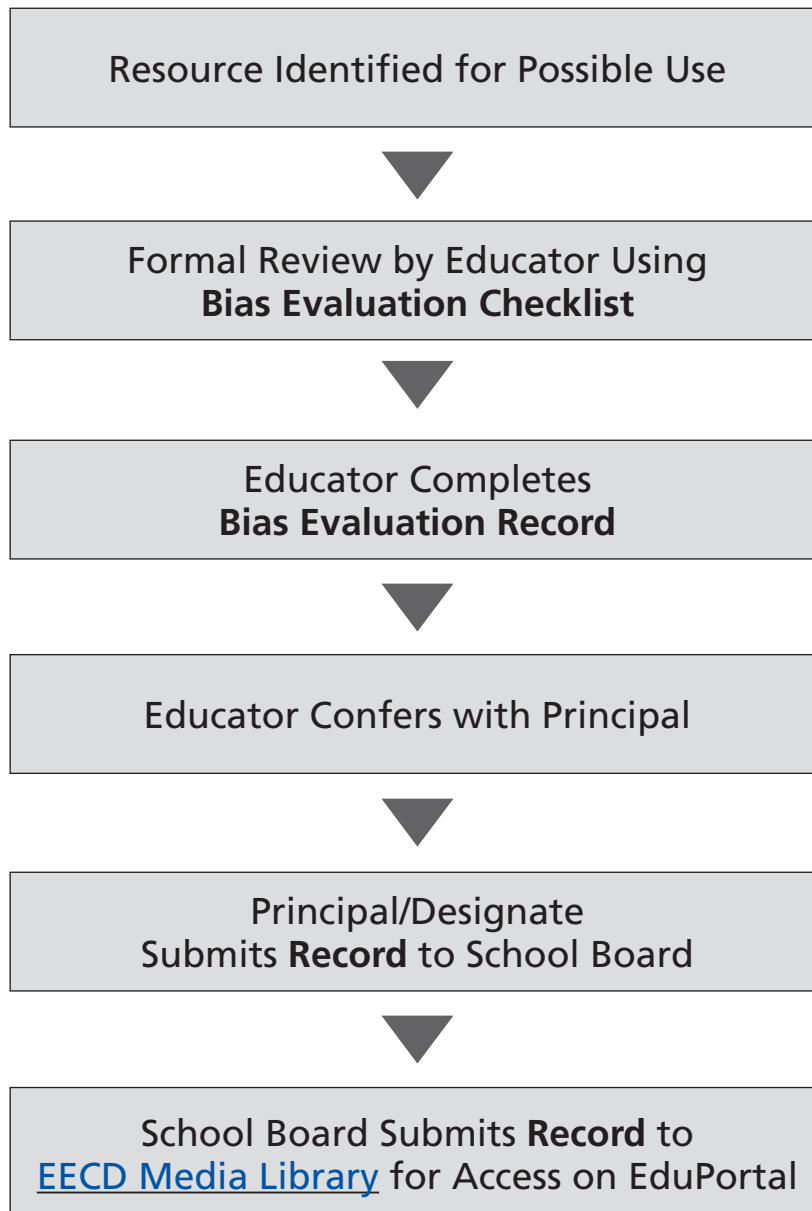 Resource Identified for Possible Use
Formal Review by Educator Using
Bias Evaluation Checklist
Educator Completes
Bias Evaluation Record
Educator Confers with Principal
Principal/Designate
Submits Record to School Board
School Board Submits Record to
EECD Media Library for Access on EduPortal